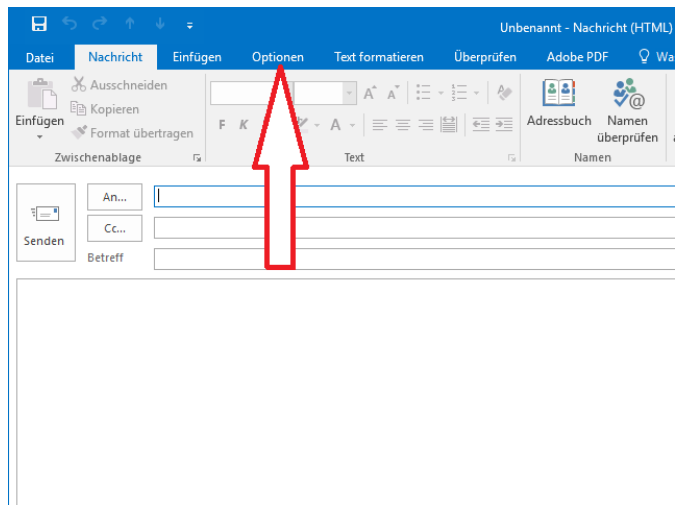 Unbenannt - Nachricht (HTML)
Datei Nachricht Einfügen Optionen Text formatieren Überprüfen Adobe PDF
Einfügen
Ausschneiden
Kopieren
Format übertragen
Zwischenablage
F K
A
Text
Adressbuch
Namen
überprüfen
Namen
Senden
An...
Cc...
Betreff